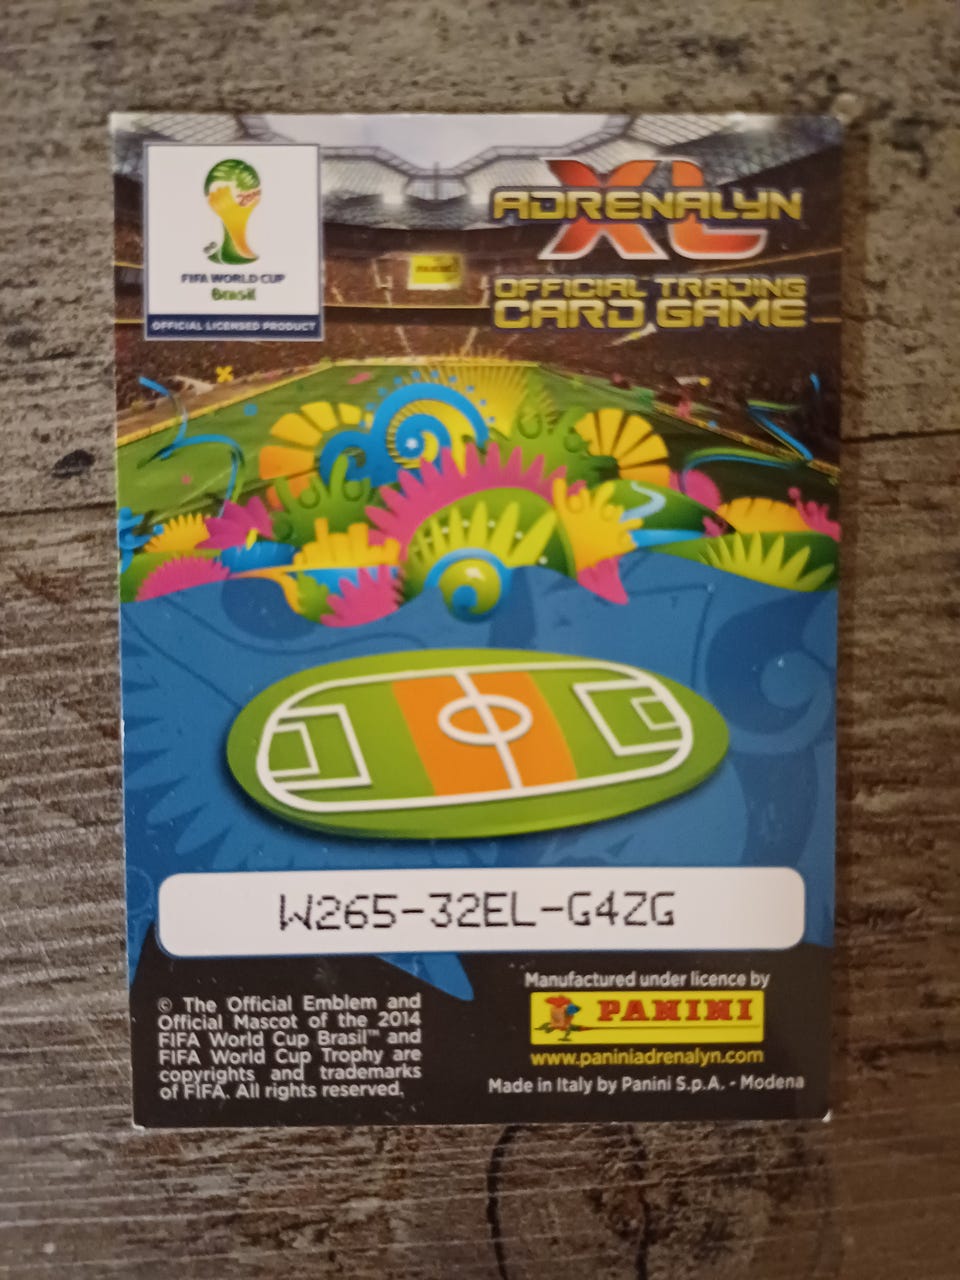 FIFA WORLD CUP
Brasil
OFFICIAL LICENSED PRODUCT
PANINI
ADRENALYN
XL
OFFICIAL TRADING
CARD GAME
W265-32EL-G4ZG
© The Official Emblem and
Official Mascot of the 2014
FIFA World Cup Brasil™ and
FIFA World Cup Trophy are
copyrights and trademarks
of FIFA. All rights reserved.
Manufactured under licence by
PANINI
www.paniniadrenalyn.com
Made in Italy by Panini S.p.A. - Modena